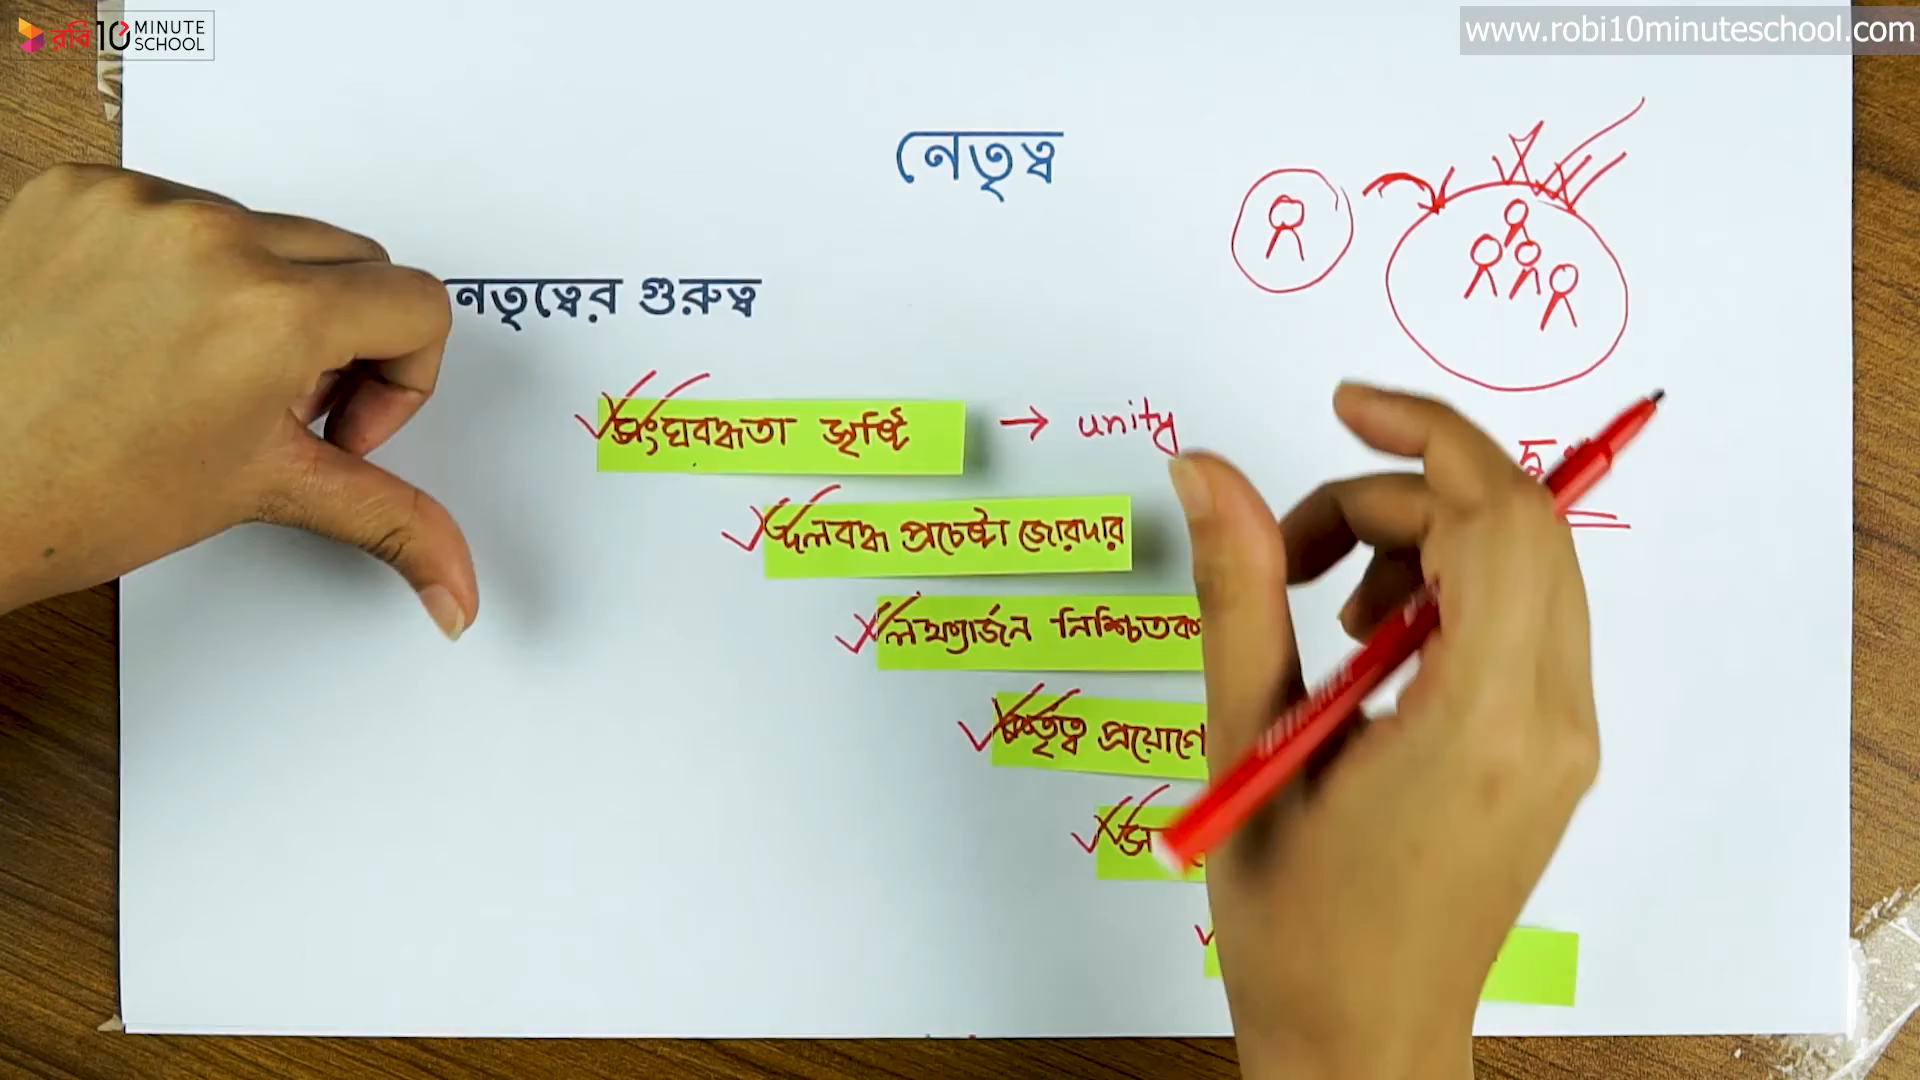 রবি 10 MINUTE SCHOOL
www.robi10minuteschool.com
নেতৃত্ব
নেতৃত্বের গুরুত্ব
সংঘবদ্ধতা সৃষ্টি → unity
দলবদ্ধ প্রচেষ্টা জোরদার
লক্ষ্যার্জন নিশ্চিতক
কর্তৃত্ব প্রয়োগে